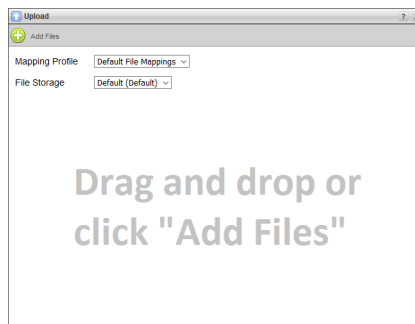 Upload
?
Add Files
Mapping Profile Default File Mappings
File Storage Default (Default)
Drag and drop or
click "Add Files"